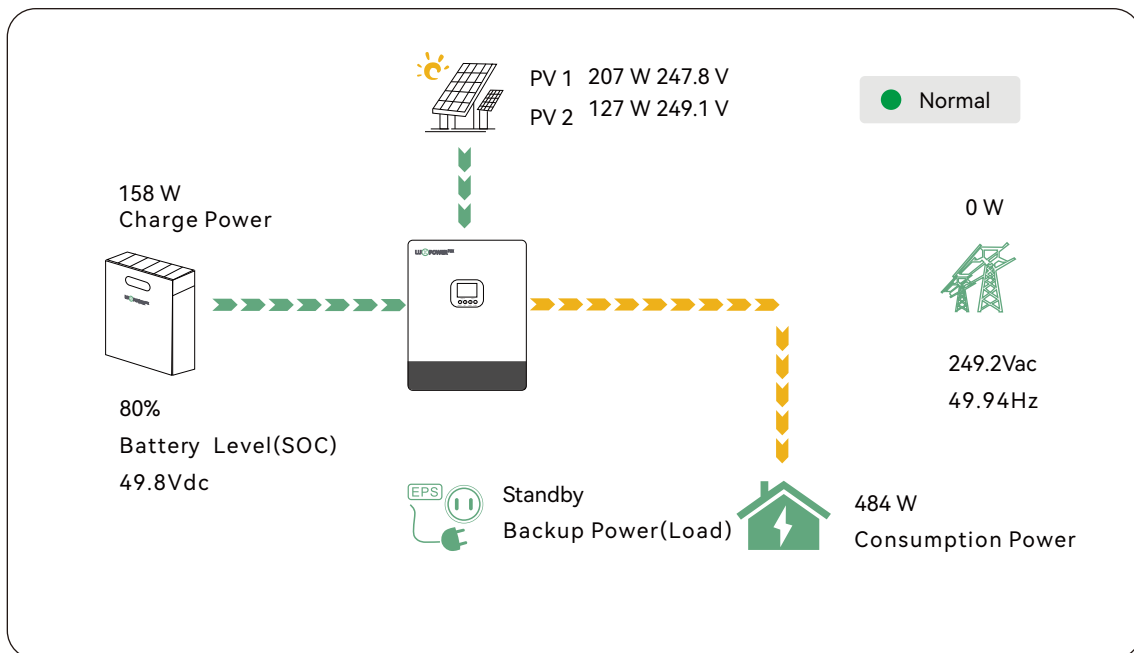 PV 1 207 W 247.8 V
PV 2 127 W 249.1 V
Normal
158 W
Charge Power
0 W
LUXPOWERTEK
80%
Battery Level(SOC)
49.8Vdc
249.2Vac
49.94Hz
EPS
Standby
Backup Power(Load)
484 W
Consumption Power